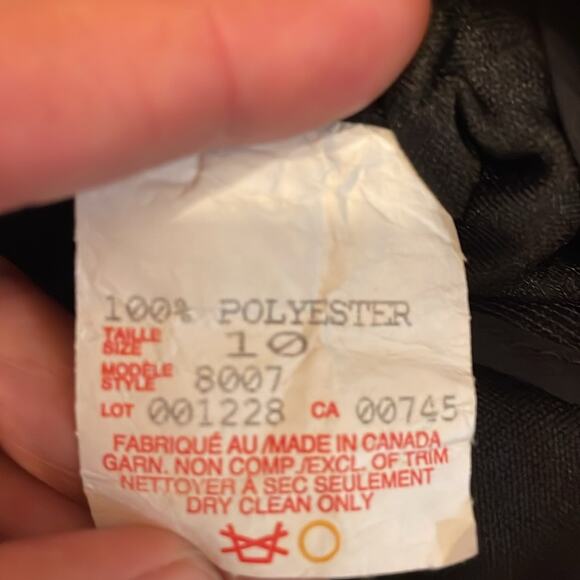 100% POLYESTER
TAILLE
SIZE 10
MODÈLE
STYLE 8007
LOT 001228 CA 00745
FABRIQUÉ AU/MADE IN CANADA
GARN. NON COMP./EXCL. OF TRIM
NETTOYER À SEC SEULEMENT
DRY CLEAN ONLY